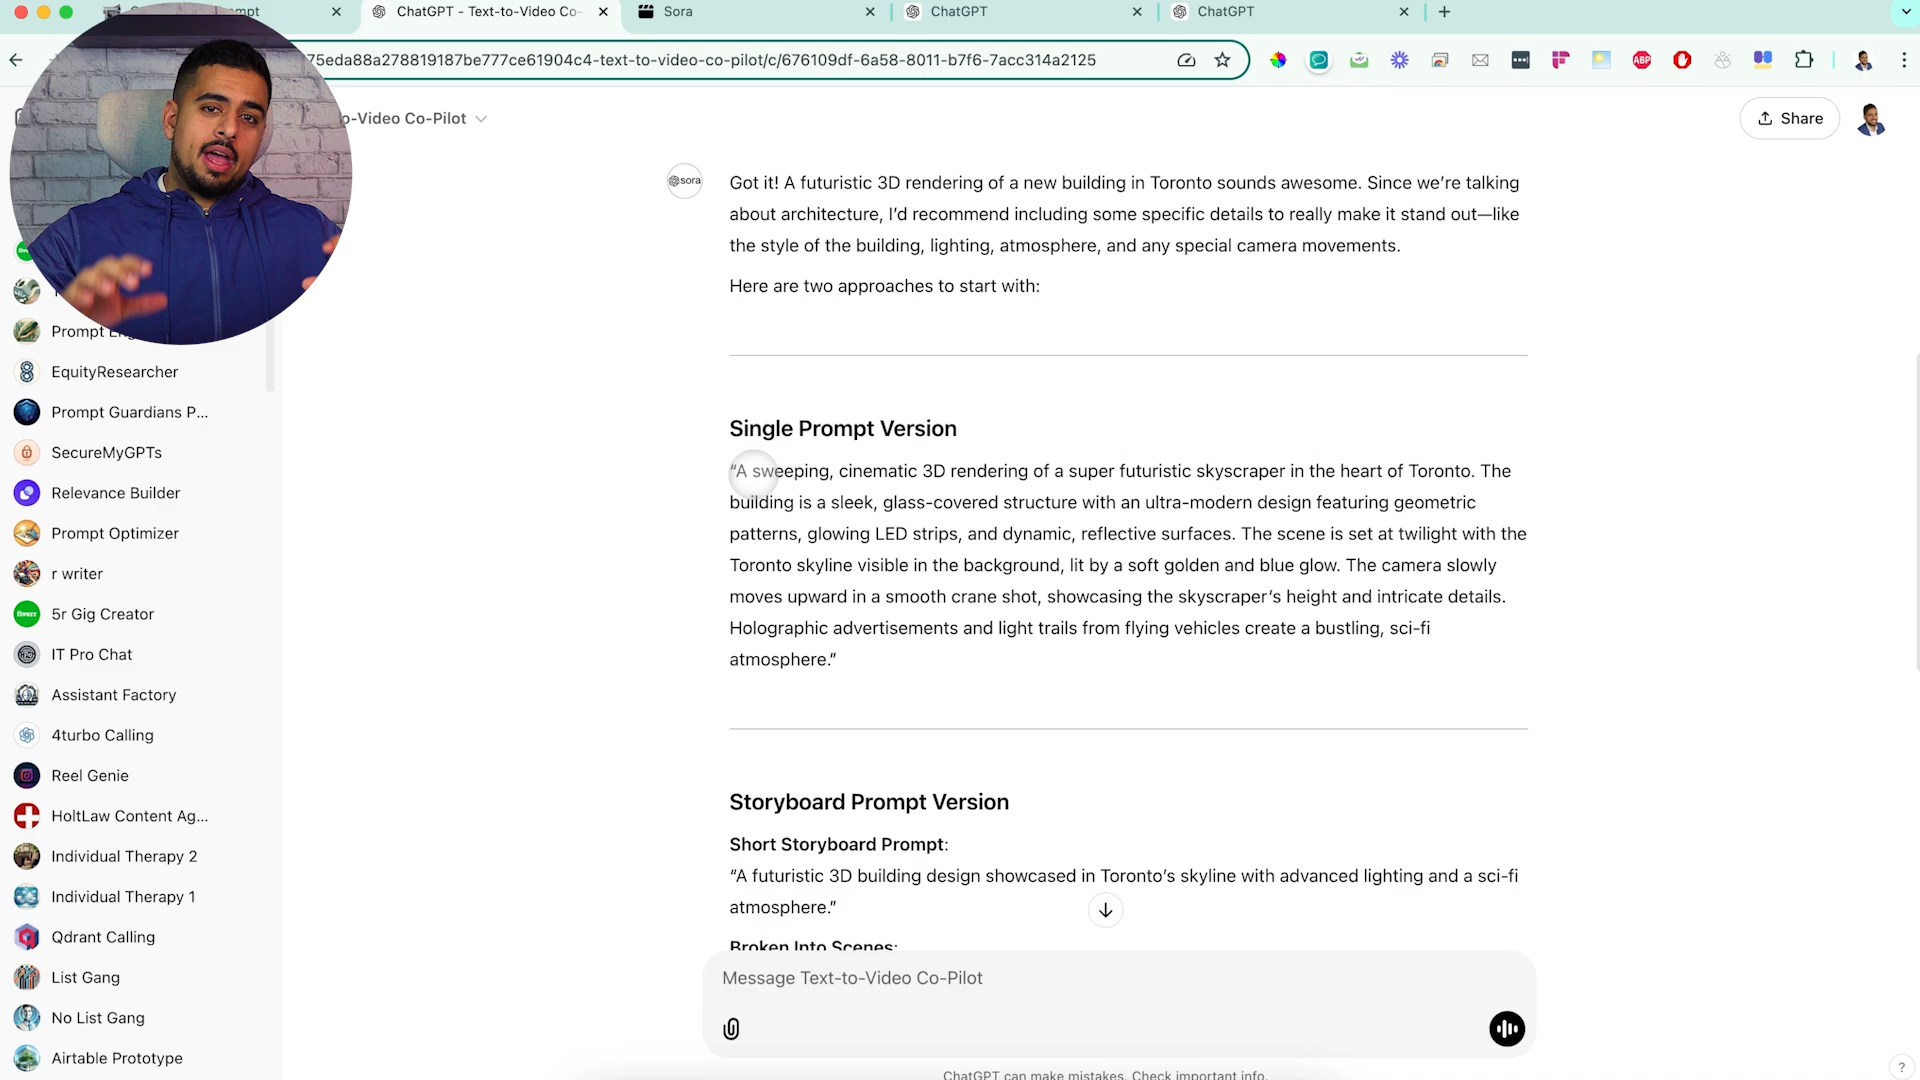 ChatGPT - Text-to-Video Co-
Sora
ChatGPT
ChatGPT
75eda88a278819187be777ce61904c4-text-to-video-co-pilot/c/676109df-6a58-8011-b7f6-7acc314a2125
ABP
o-Video Co-Pilot
Share
sora
Got it! A futuristic 3D rendering of a new building in Toronto sounds awesome. Since we’re talking
about architecture, I’d recommend including some specific details to really make it stand out—like
the style of the building, lighting, atmosphere, and any special camera movements.
Here are two approaches to start with:
Single Prompt Version
“A sweeping, cinematic 3D rendering of a super futuristic skyscraper in the heart of Toronto. The
building is a sleek, glass-covered structure with an ultra-modern design featuring geometric
patterns, glowing LED strips, and dynamic, reflective surfaces. The scene is set at twilight with the
Toronto skyline visible in the background, lit by a soft golden and blue glow. The camera slowly
moves upward in a smooth crane shot, showcasing the skyscraper’s height and intricate details.
Holographic advertisements and light trails from flying vehicles create a bustling, sci-fi
atmosphere.”
Storyboard Prompt Version
Short Storyboard Prompt:
“A futuristic 3D building design showcased in Toronto’s skyline with advanced lighting and a sci-fi
atmosphere.”
Broken Into Scenes:
Message Text-to-Video Co-Pilot
ChatGPT can make mistakes. Check important info.
?
Prompt
EquityResearcher
Prompt Guardians P...
SecureMyGPTs
Relevance Builder
Prompt Optimizer
r writer
fiverr
5r Gig Creator
IT Pro Chat
Assistant Factory
4turbo Calling
Reel Genie
HoltLaw Content Ag...
Individual Therapy 2
Individual Therapy 1
Qdrant Calling
List Gang
No List Gang
Airtable Prototype